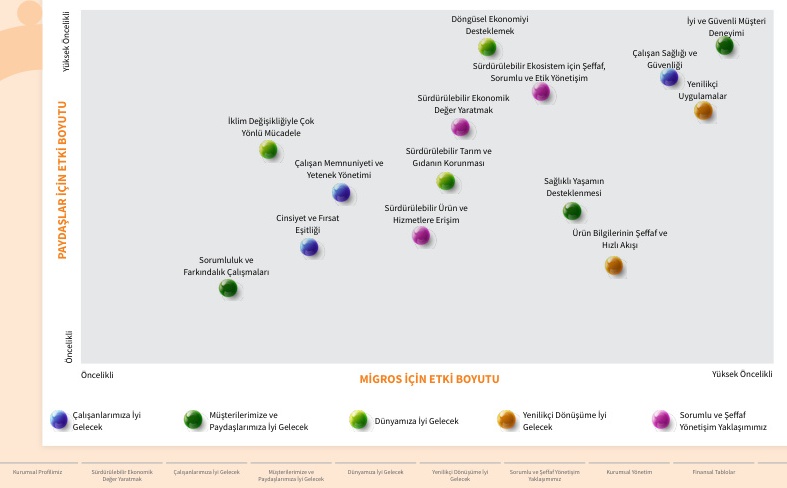 Yüksek Öncelikli
PAYDAŞLAR İÇİN ETKİ BOYUTU
Öncelikli
Döngüsel Ekonomiyi
Desteklemek
İyi ve Güvenli Müşteri
Deneyimi
Çalışan Sağlığı ve
Güvenliği
Sürdürülebilir Ekosistem için Şeffaf,
Sorumlu ve Etik Yönetişim
Yenilikçi
Uygulamalar
Sürdürülebilir Ekonomik
Değer Yaratmak
İklim Değişikliğiyle Çok
Yönlü Mücadele
Sürdürülebilir Tarım ve
Gıdanın Korunması
Çalışan Memnuniyeti ve
Yetenek Yönetimi
Sağlıklı Yaşamın
Desteklenmesi
Sürdürülebilir Ürün ve
Hizmetlere Erişim
Cinsiyet ve Fırsat
Eşitliği
Ürün Bilgilerinin Şeffaf ve
Hızlı Akışı
Sorumluluk ve
Farkındalık Çalışmaları
Öncelikli
MİGROS İÇİN ETKİ BOYUTU
Yüksek Öncelikli
Çalışanlarımıza İyi
Gelecek
Müşterilerimize ve
Paydaşlarımıza İyi Gelecek
Dünyamıza İyi Gelecek
Yenilikçi Dönüşüme İyi
Gelecek
Sorumlu ve Şeffaf
Yönetişim Yaklaşımımız
Kurumsal Profilimiz
Sürdürülebilir Ekonomik
Değer Yaratmak
Çalışanlarımıza İyi Gelecek
Müşterilerimize ve
Paydaşlarımıza İyi Gelecek
Dünyamıza İyi Gelecek
Yenilikçi Dönüşüme İyi
Gelecek
Sorumlu ve Şeffaf Yönetişim
Yaklaşımımız
Kurumsal Yönetim
Finansal Tablolar